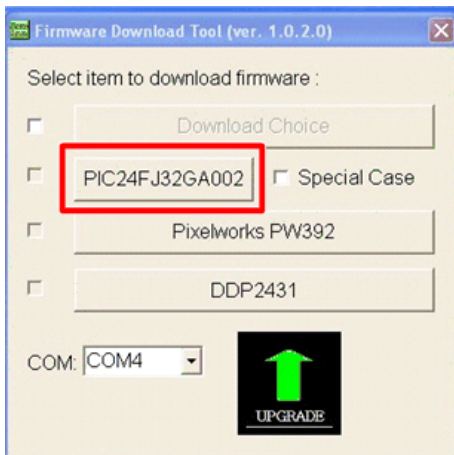 Firmware Download Tool (ver. 1.0.2.0)
Select item to download firmware :
Download Choice
PIC24FJ32GA002 Special Case
Pixelworks PW392
DDP2431
COM: COM4
UPGRADE